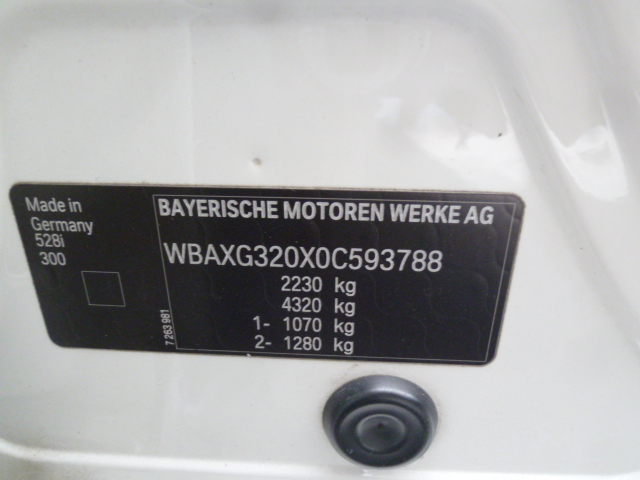 Made in
Germany
528i
300
7 263 981
BAYERISCHE MOTOREN WERKE AG
WBAXG320X0C593788
2230 kg
4320 kg
1- 1070 kg
2- 1280 kg